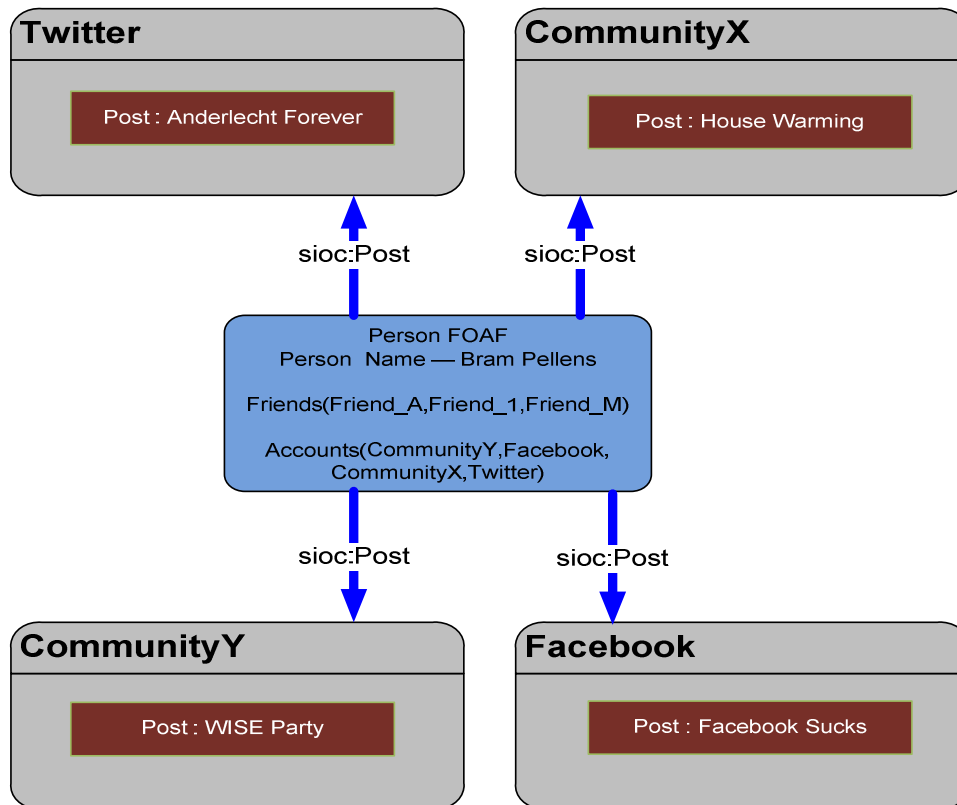 Twitter
CommunityX
Post : Anderlecht Forever
Post : House Warming
sioc:Post
sioc:Post
Person FOAF
Person Name — Bram Pellens
Friends(Friend_A,Friend_1,Friend_M)
Accounts(CommunityY,Facebook,
CommunityX,Twitter)
sioc:Post
sioc:Post
CommunityY
Facebook
Post : WISE Party
Post : Facebook Sucks